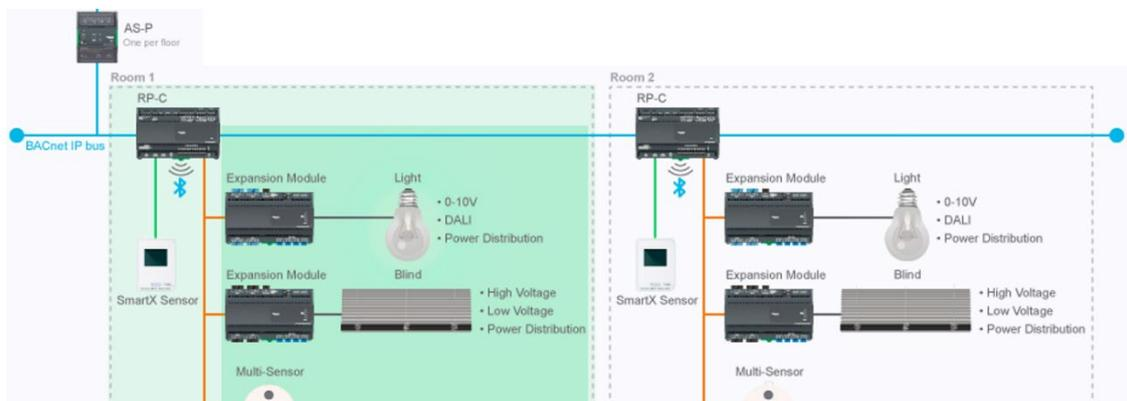 AS-P
One per floor
Room 1
Room 2
RP-C
RP-C
BACnet IP bus
Expansion Module
Light
• 0-10V
• DALI
• Power Distribution
Expansion Module
Blind
SmartX Sensor
• High Voltage
• Low Voltage
• Power Distribution
Multi-Sensor
Expansion Module
Light
• 0-10V
• DALI
• Power Distribution
Expansion Module
Blind
SmartX Sensor
• High Voltage
• Low Voltage
• Power Distribution
Multi-Sensor